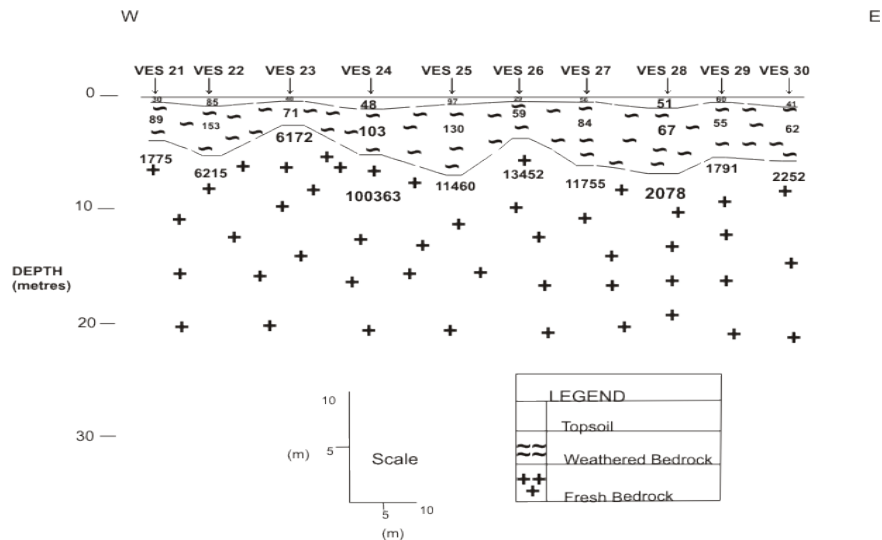 W E
VES 21 VES 22 VES 23 VES 24 VES 25 VES 26 VES 27 VES 28 VES 29 VES 30
0
85 48 97 51 60 41
89 153 71 103 130 59 84 67 55 62
1775 6215 6172 100363 11460 13452 11755 2078 1791 2252
10
DEPTH
(metres)
20
30
10
(m) 5
Scale
5 10
(m)
LEGEND
Topsoil
Weathered Bedrock
Fresh Bedrock